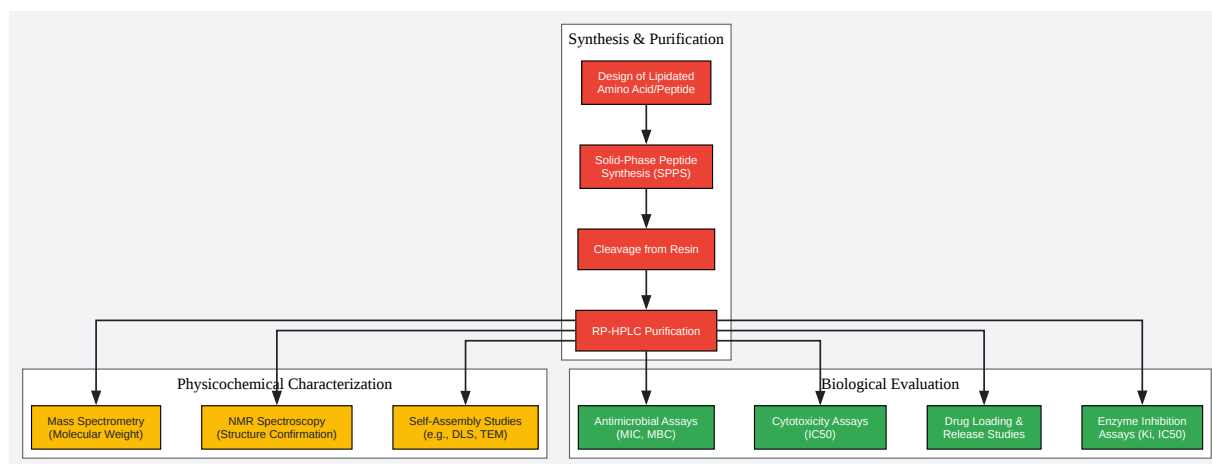 Synthesis & Purification
Design of Lipidated
Amino Acid/Peptide
Solid-Phase Peptide
Synthesis (SPPS)
Cleavage from Resin
RP-HPLC Purification
Physicochemical Characterization
Mass Spectrometry
(Molecular Weight)
NMR Spectroscopy
(Structure Confirmation)
Self-Assembly Studies
(e.g., DLS, TEM)
Biological Evaluation
Antimicrobial Assays
(MIC, MBC)
Cytotoxicity Assays
(IC50)
Drug Loading &
Release Studies
Enzyme Inhibition
Assays (Ki, IC50)